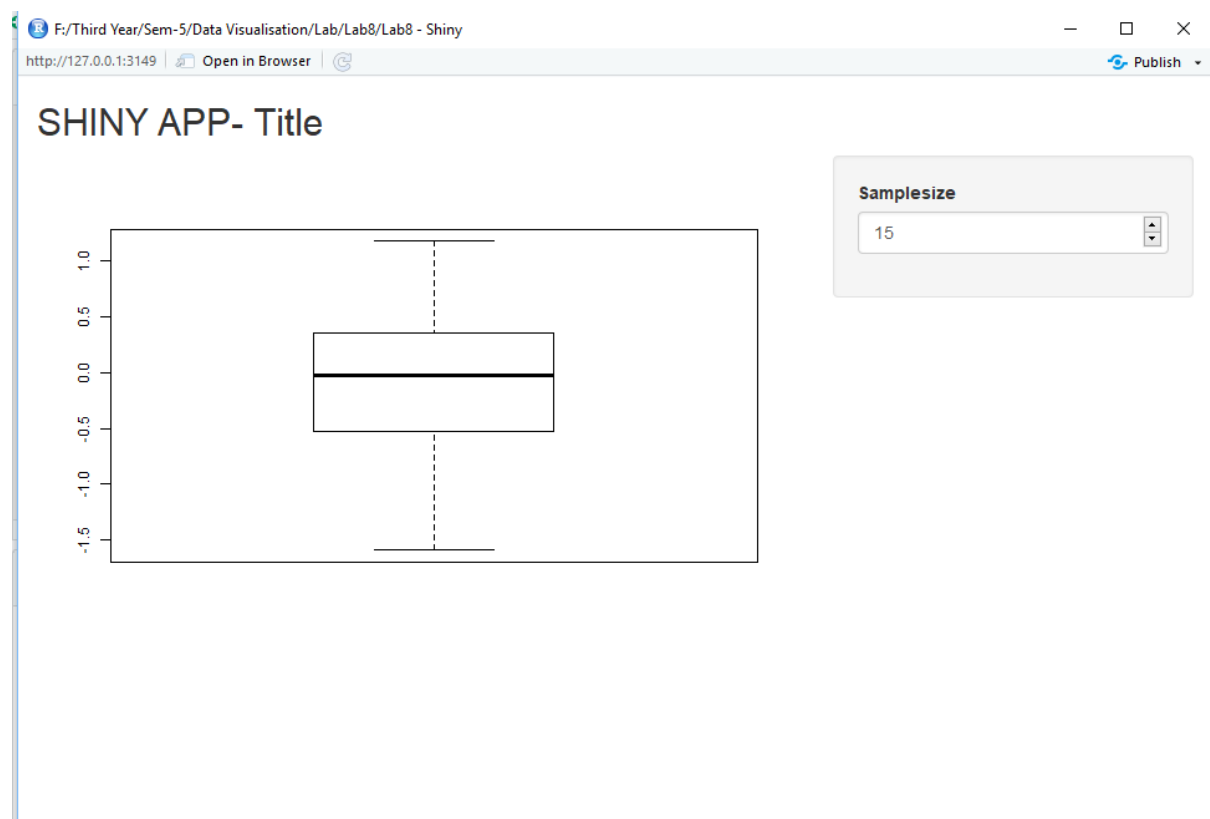 F:/Third Year/Sem-5/Data Visualisation/Lab/Lab8/Lab8 - Shiny
http://127.0.0.1:3149 Open in Browser Publish
SHINY APP- Title
Samplesize
15
1.0
0.5
0.0
-0.5
-1.0
-1.5